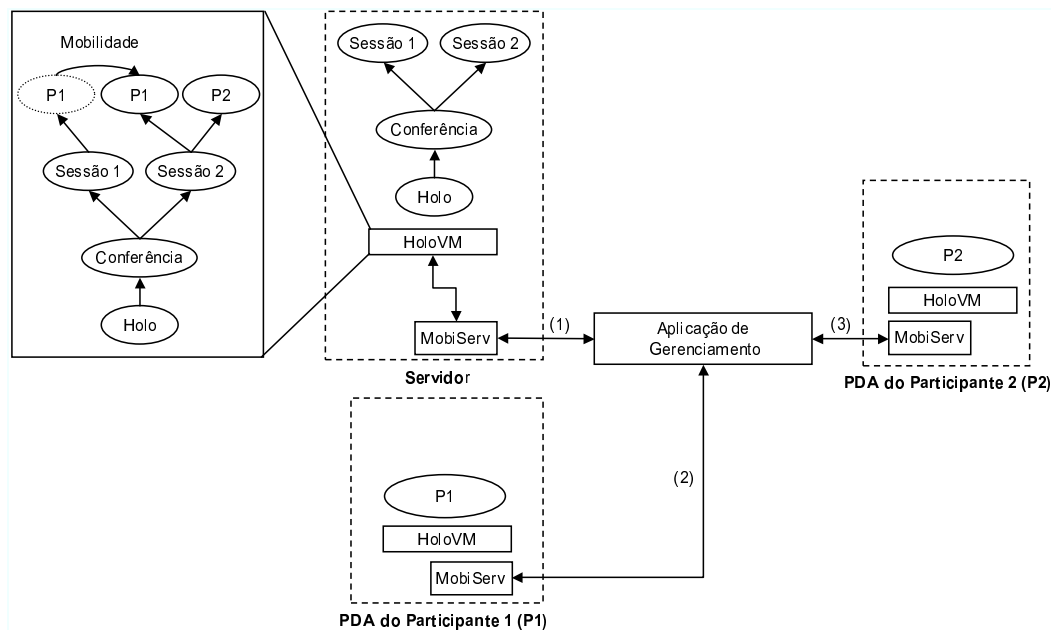 Mobilidade
P1
P1
P2
Sessão 1
Sessão 2
Conferência
Holo
Sessão 1
Sessão 2
Conferência
Holo
HoloVM
MobiServ
Servidor
(1)
Aplicação de
Gerenciamento
(3)
P2
HoloVM
MobiServ
PDA do Participante 2 (P2)
(2)
P1
HoloVM
MobiServ
PDA do Participante 1 (P1)